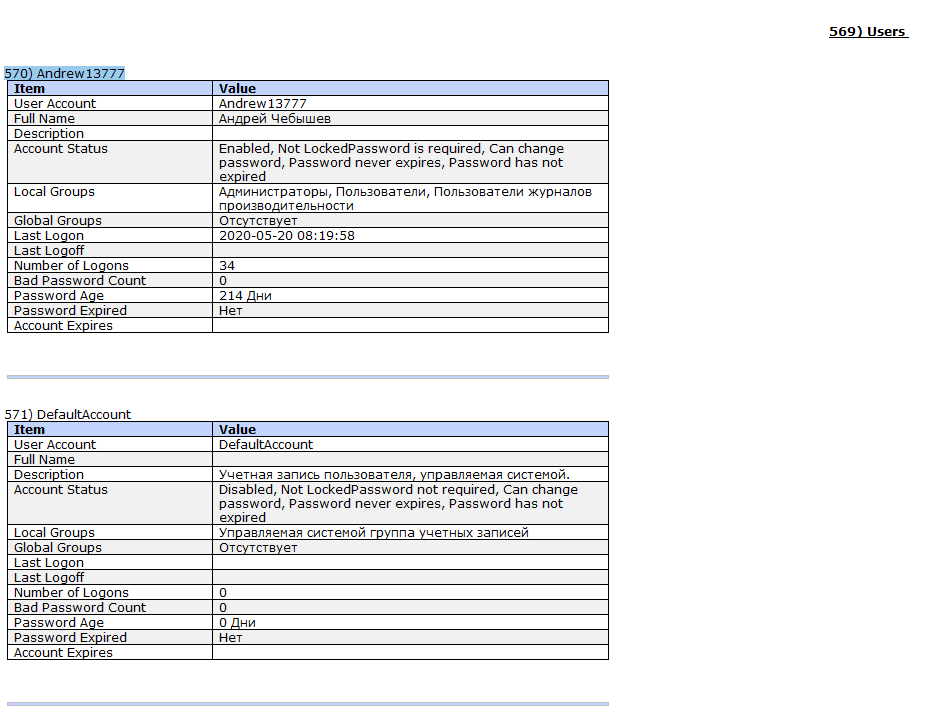 569) Users
570) Andrew13777
Item Value
User Account Andrew13777
Full Name Андрей Чебышев
Description
Account Status Enabled, Not LockedPassword is required, Can change
password, Password never expires, Password has not
expired
Local Groups Администраторы, Пользователи, Пользователи журналов
производительности
Global Groups Отсутствует
Last Logon 2020-05-20 08:19:58
Last Logoff
Number of Logons 34
Bad Password Count 0
Password Age 214 Дни
Password Expired Нет
Account Expires
571) DefaultAccount
Item Value
User Account DefaultAccount
Full Name
Description Учетная запись пользователя, управляемая системой.
Account Status Disabled, Not LockedPassword not required, Can change
password, Password never expires, Password has not
expired
Local Groups Управляемая системой группа учетных записей
Global Groups Отсутствует
Last Logon
Last Logoff
Number of Logons 0
Bad Password Count 0
Password Age 0 Дни
Password Expired Нет
Account Expires